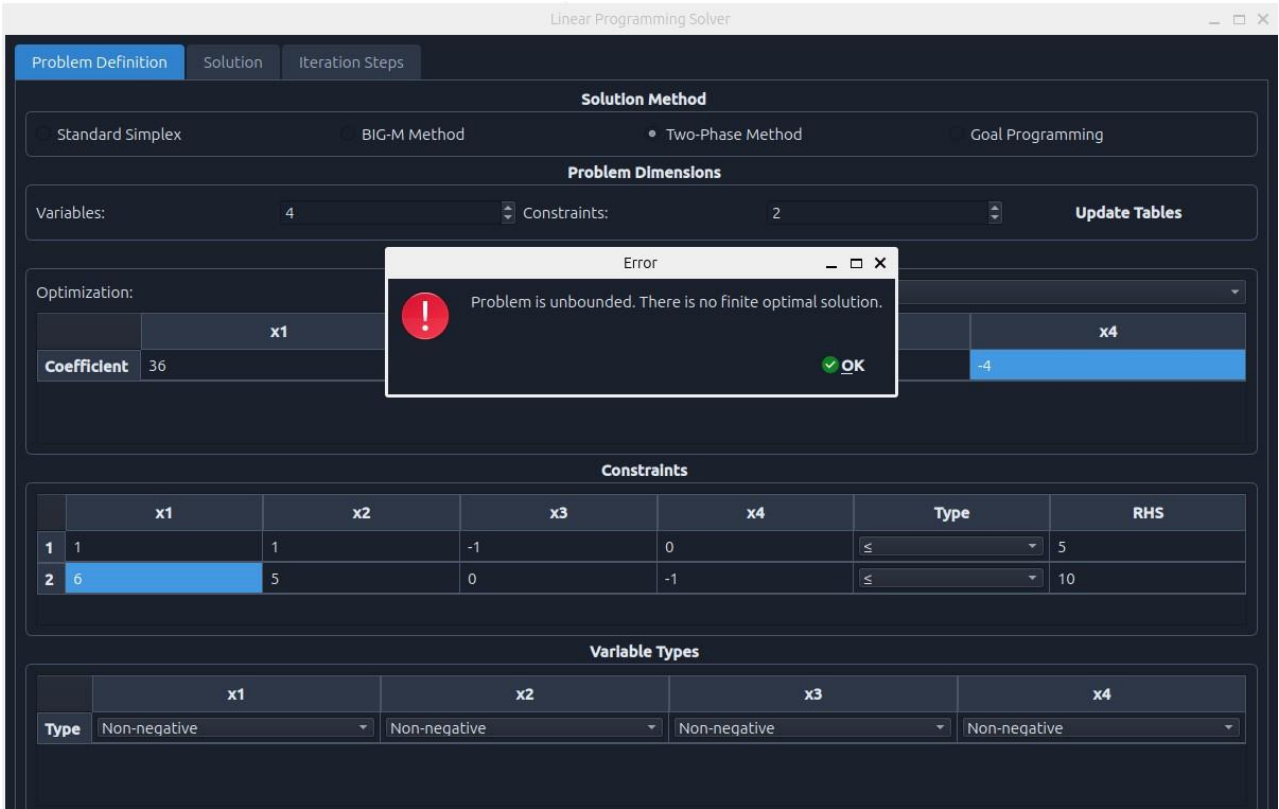 Linear Programming Solver
Problem Definition Solution Iteration Steps
Solution Method
Standard Simplex BIG-M Method Two-Phase Method Goal Programming
Problem Dimensions
Variables: 4 Constraints: 2 Update Tables
Error
Problem is unbounded. There is no finite optimal solution.
OK
Optimization:
x1 x4
Coefficient 36 -4
Constraints
x1 x2 x3 x4 Type RHS
1 1 1 -1 0 ≤ 5
2 6 5 0 -1 ≤ 10
Variable Types
x1 x2 x3 x4
Type Non-negative Non-negative Non-negative Non-negative